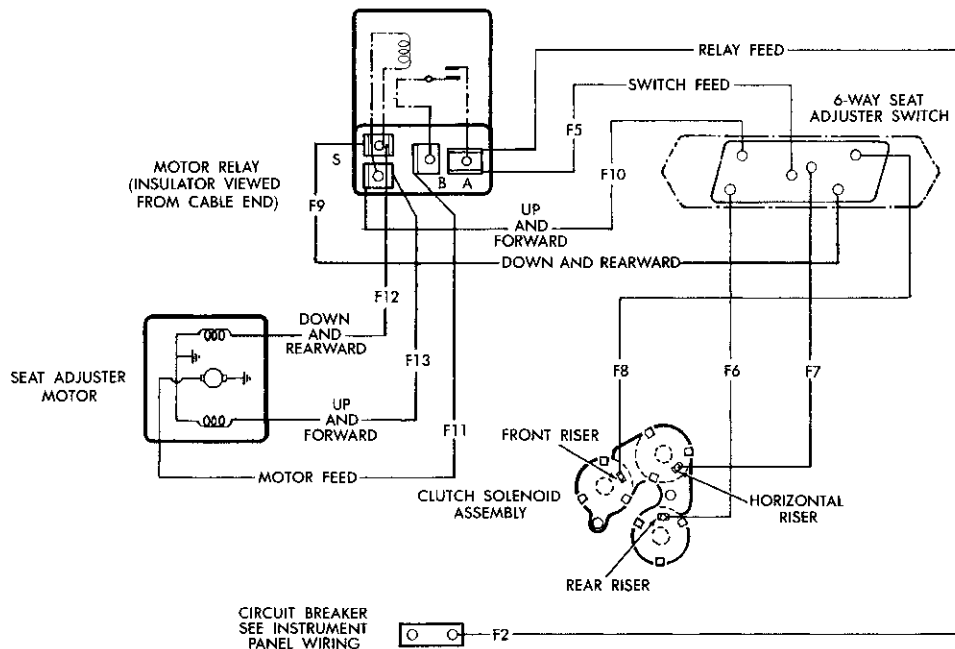 RELAY FEED
SWITCH FEED
6-WAY SEAT
ADJUSTER SWITCH
F5
F10
S
B
A
MOTOR RELAY
(INSULATOR VIEWED
FROM CABLE END)
F9
UP
AND
FORWARD
DOWN AND REARWARD
F12
DOWN
AND
REARWARD
F13
F8
F6
F7
SEAT ADJUSTER
MOTOR
UP
AND
FORWARD
F11
MOTOR FEED
FRONT RISER
CLUTCH SOLENOID
ASSEMBLY
HORIZONTAL
RISER
REAR RISER
CIRCUIT BREAKER
SEE INSTRUMENT
PANEL WIRING
F2